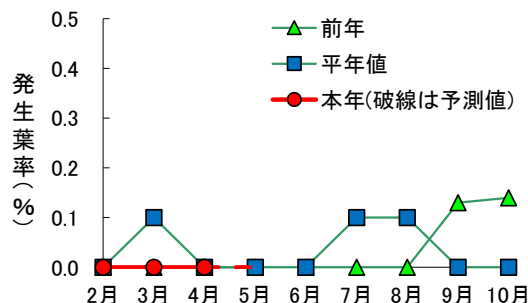 発生葉率(%)
0.5
0.4
0.3
0.2
0.1
0.0
前年
平年値
本年(破線は予測値)
2月 3月 4月 5月 6月 7月 8月 9月 10月